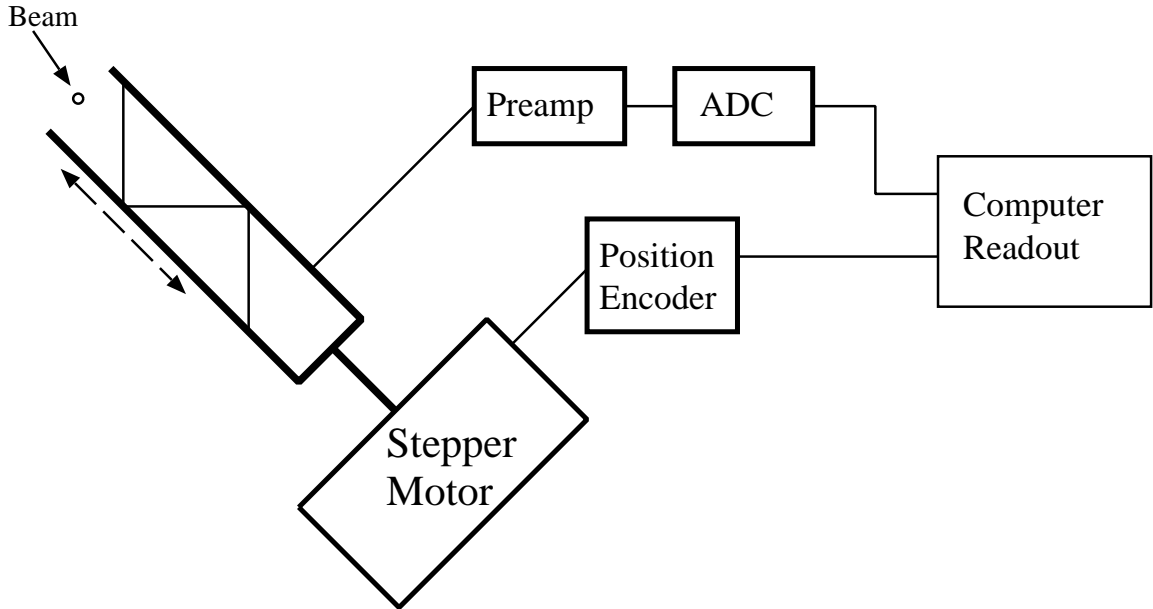 Beam
Preamp
ADC
Computer
Readout
Position
Encoder
Stepper
Motor